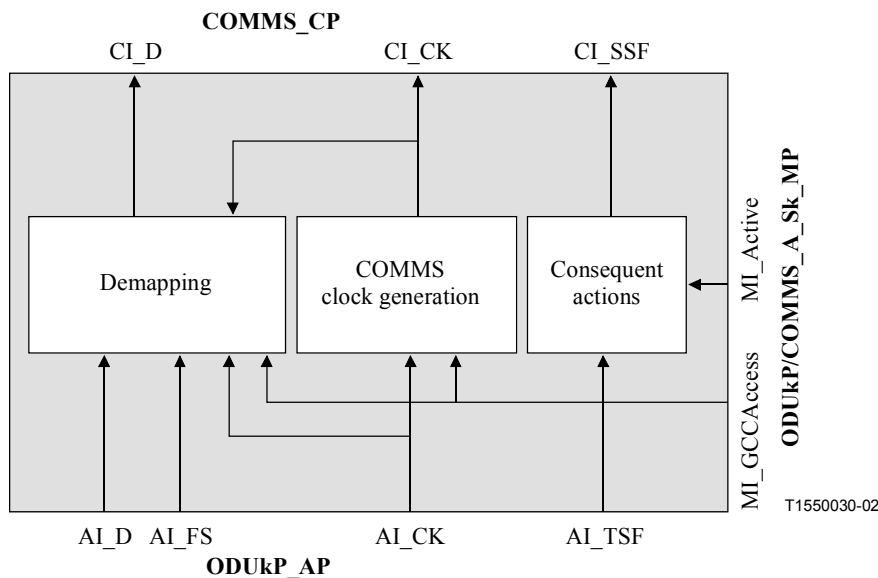 COMMS_CP
CI_D
CI_CK
CI_SSF
Demapping
COMMS
clock generation
Consequent
actions
MI_Active
MI_GCCAccess
ODUkP/COMMS_A_Sk_MP
T1550030-02
AI_D
AI_FS
AI_CK
AI_TSF
ODUkP_AP